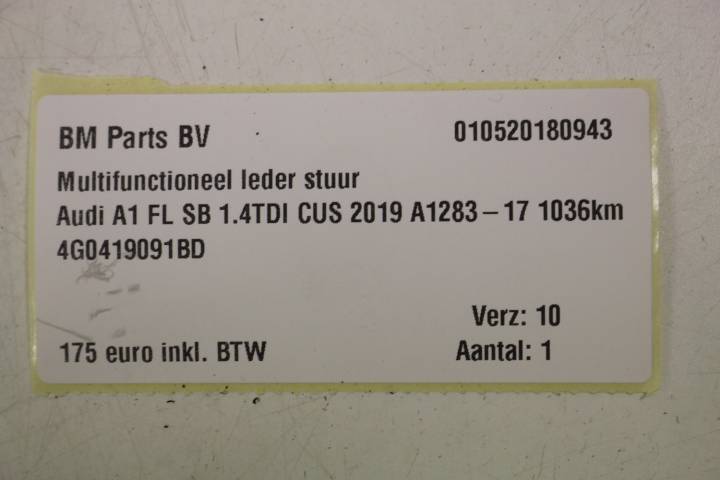 BM Parts BV 010520180943
Multifunctioneel leder stuur
Audi A1 FL SB 1.4TDI CUS 2019 A1283 – 17 1036km
4G0419091BD
Verz: 10
175 euro inkl. BTW Aantal: 1